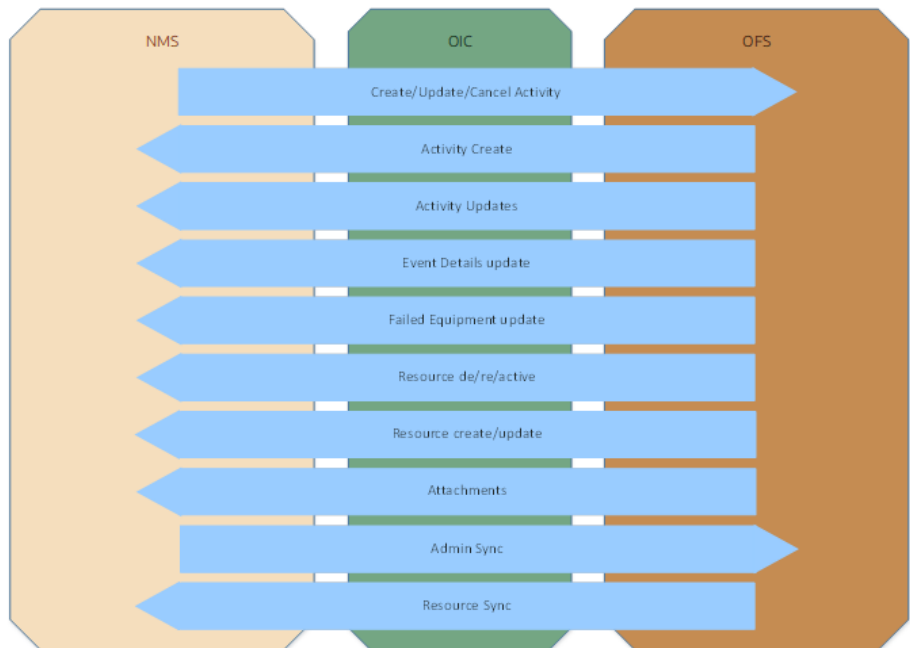 NMS
OIC
OFS
Create/Update/Cancel Activity
Activity Create
Activity Updates
Event Details update
Failed Equipment update
Resource de/re/active
Resource create/update
Attachments
Admin Sync
Resource Sync